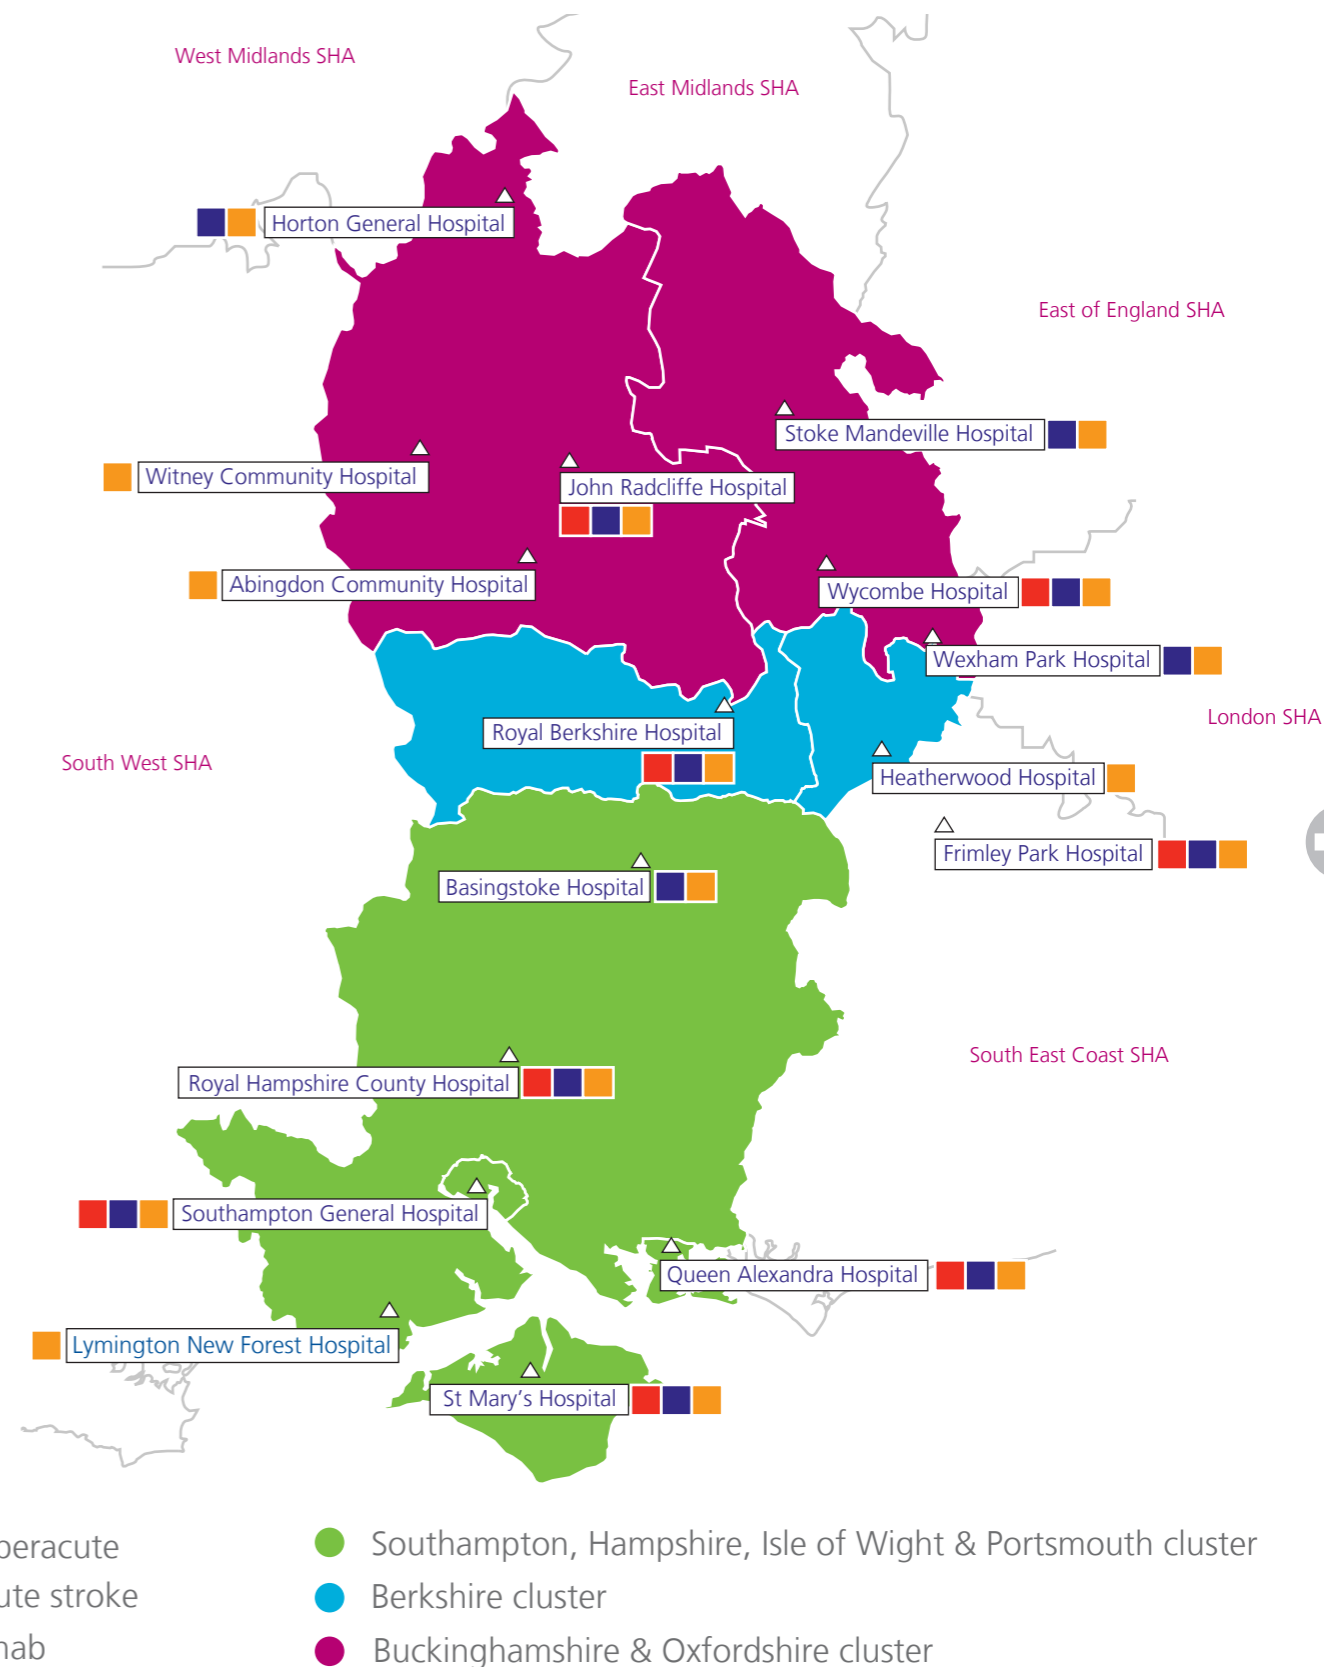 West Midlands SHA
East Midlands SHA
Horton General Hospital
East of England SHA
Stoke Mandeville Hospital
Witney Community Hospital
John Radcliffe Hospital
Abingdon Community Hospital
Wycombe Hospital
Wexham Park Hospital
London SHA
Royal Berkshire Hospital
South West SHA
Heatherwood Hospital
Frimley Park Hospital
Basingstoke Hospital
South East Coast SHA
Royal Hampshire County Hospital
Southampton General Hospital
Queen Alexandra Hospital
Lymington New Forest Hospital
St Mary's Hospital
peracute
ute stroke
hab
Southampton, Hampshire, Isle of Wight & Portsmouth cluster
Berkshire cluster
Buckinghamshire & Oxfordshire cluster